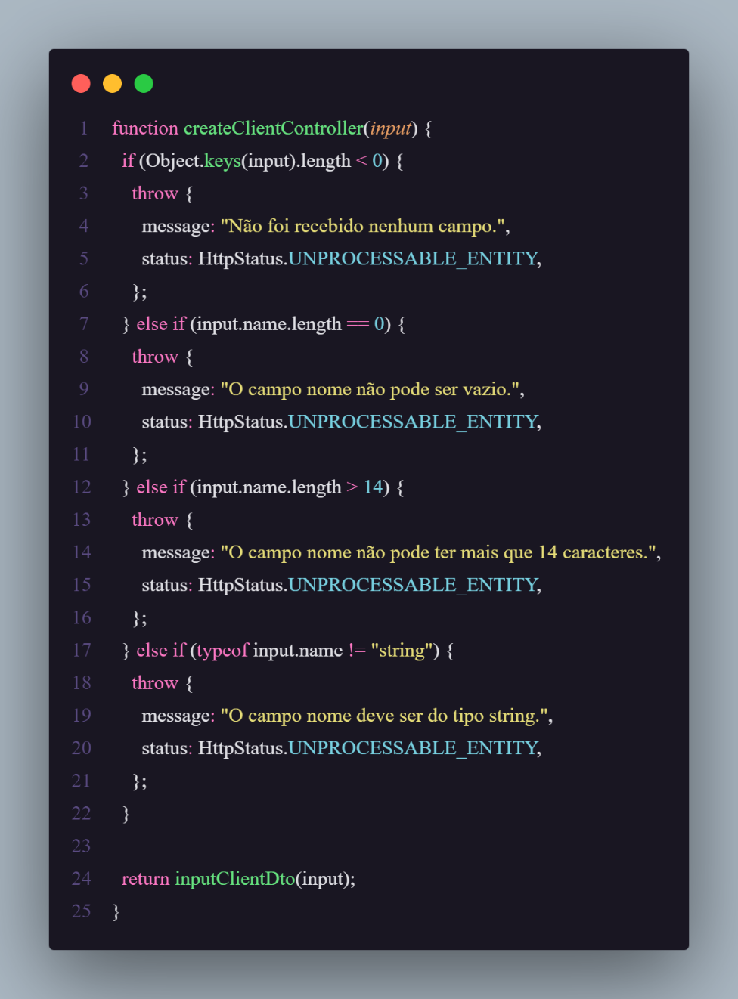 1 function createClientController(input) {
2 if (Object.keys(input).length < 0) {
3 throw {
4 message: "Não foi recebido nenhum campo.",
5 status: HttpStatus.UNPROCESSABLE_ENTITY,
6 };
7 } else if (input.name.length == 0) {
8 throw {
9 message: "O campo nome não pode ser vazio.",
10 status: HttpStatus.UNPROCESSABLE_ENTITY,
11 };
12 } else if (input.name.length > 14) {
13 throw {
14 message: "O campo nome não pode ter mais que 14 caracteres.",
15 status: HttpStatus.UNPROCESSABLE_ENTITY,
16 };
17 } else if (typeof input.name != "string") {
18 throw {
19 message: "O campo nome deve ser do tipo string.",
20 status: HttpStatus.UNPROCESSABLE_ENTITY,
21 };
22 }
23
24 return inputClientDto(input);
25 }